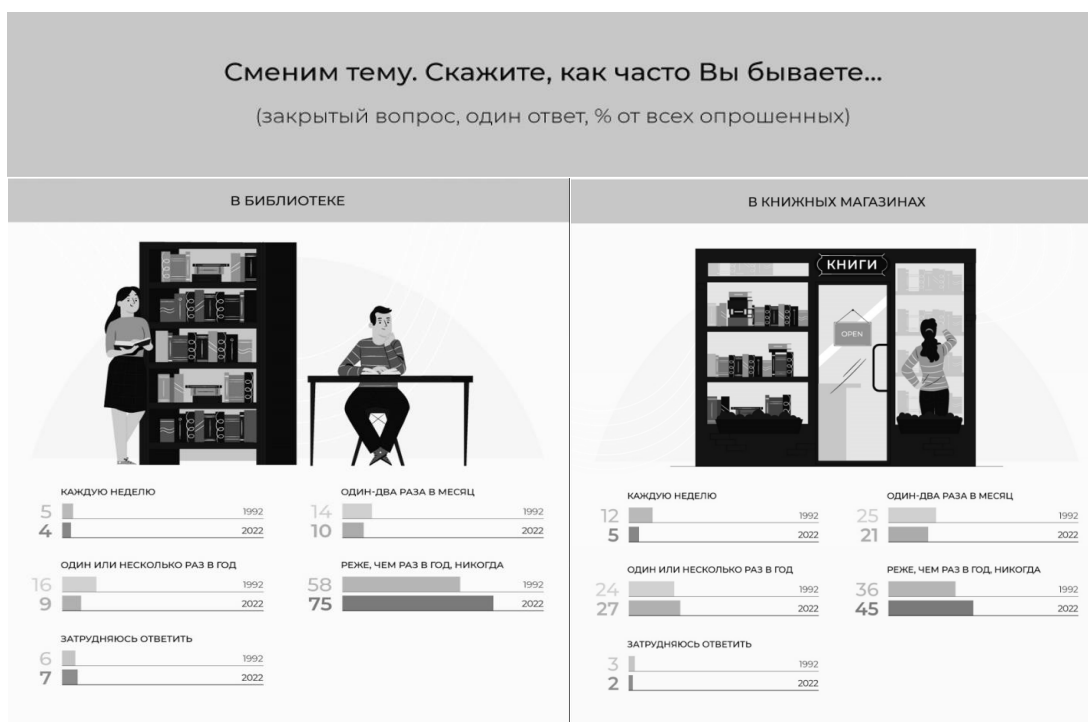 Сменим тему. Скажите, как часто Вы бываете...
(закрытый вопрос, один ответ, % от всех опрошенных)
В БИБЛИОТЕКЕ
КАЖДУЮ НЕДЕЛЮ
5 1992
4 2022
ОДИН-ДВА РАЗА В МЕСЯЦ
14 1992
10 2022
ОДИН ИЛИ НЕСКОЛЬКО РАЗ В ГОД
16 1992
9 2022
РЕЖЕ, ЧЕМ РАЗ В ГОД, НИКОГДА
58 1992
75 2022
ЗАТРУДНЯЮСЬ ОТВЕТИТЬ
6 1992
7 2022
В КНИЖНЫХ МАГАЗИНАХ
КНИГИ
OPEN
КАЖДУЮ НЕДЕЛЮ
12 1992
5 2022
ОДИН-ДВА РАЗА В МЕСЯЦ
25 1992
21 2022
ОДИН ИЛИ НЕСКОЛЬКО РАЗ В ГОД
24 1992
27 2022
РЕЖЕ, ЧЕМ РАЗ В ГОД, НИКОГДА
36 1992
45 2022
ЗАТРУДНЯЮСЬ ОТВЕТИТЬ
3 1992
2 2022